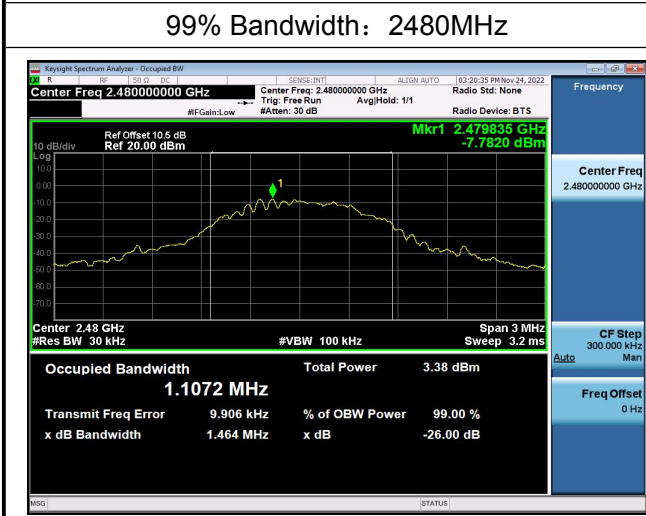 99% Bandwidth：2480MHz
Keysight Spectrum Analyzer - Occupied BW
R RF 50 Ω DC SENSE:INT ALIGN AUTO 03:20:35 PM Nov 24, 2022
Center Freq 2.480000000 GHz
Center Freq: 2.480000000 GHz
Radio Std: None
Trig: Free Run Avg|Hold: 1/1
#IFGain:Low
#Atten: 30 dB
Radio Device: BTS
Ref Offset 10.5 dB
Mkr1 2.479835 GHz
10 dB/div Ref 20.00 dBm
-7.7820 dBm
Log
10.0
0.00
-10.0
-20.0
-30.0
-40.0
-50.0
-60.0
-70.0
1
Center 2.48 GHz Span 3 MHz
#Res BW 30 kHz #VBW 100 kHz Sweep 3.2 ms
Occupied Bandwidth Total Power 3.38 dBm
1.1072 MHz
Transmit Freq Error 9.906 kHz % of OBW Power 99.00 %
x dB Bandwidth 1.464 MHz x dB -26.00 dB
Frequency
Center Freq
2.480000000 GHz
CF Step
300.000 kHz
Auto Man
Freq Offset
0 Hz
MSG STATUS